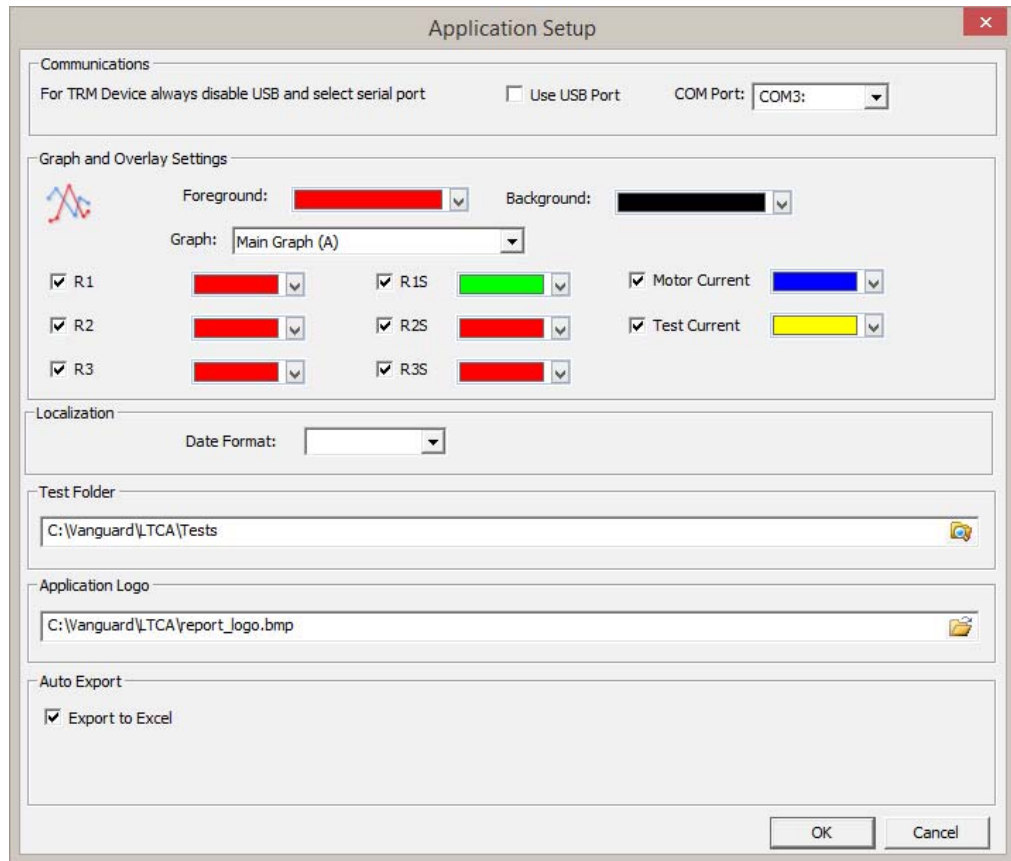 Application Setup
Communications
For TRM Device always disable USB and select serial port
Use USB Port
COM Port:
COM3:
Graph and Overlay Settings
Foreground:
Background:
Graph:
Main Graph (A)
R1
R1S
Motor Current
R2
R2S
Test Current
R3
R3S
Localization
Date Format:
Test Folder
C:\Vanguard\LTCA\Tests
Application Logo
C:\Vanguard\LTCA\report_logo.bmp
Auto Export
Export to Excel
OK
Cancel